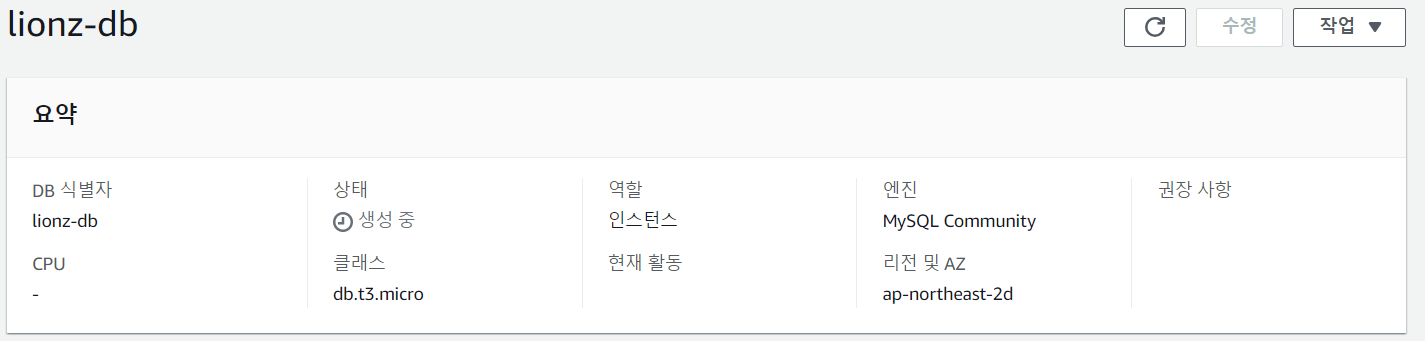 lionz-db
수정
작업
요약
DB 식별자
lionz-db
상태
생성 중
역할
인스턴스
엔진
MySQL Community
권장 사항
CPU
-
클래스
db.t3.micro
현재 활동
리전 및 AZ
ap-northeast-2d